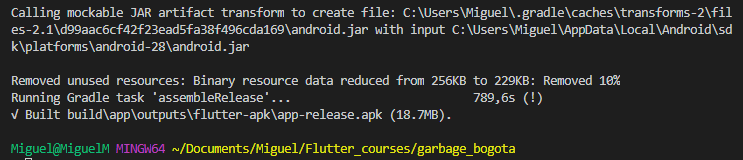 Calling mockable JAR artifact transform to create file: C:\Users\Miguel\.gradle\caches\transforms-2\fil
es-2.1\d99aac6cf42f23ead5fa38f496cda169\android.jar with input C:\Users\Miguel\AppData\Local\Android\sd
k\platforms\android-28\android.jar
Removed unused resources: Binary resource data reduced from 256KB to 229KB: Removed 10%
Running Gradle task 'assembleRelease'... 789,6s (!)
√ Built build\app\outputs\flutter-apk\app-release.apk (18.7MB).
Miguel@MiguelM MINGW64 ~/Documents/Miguel/Flutter_courses/garbage_bogota